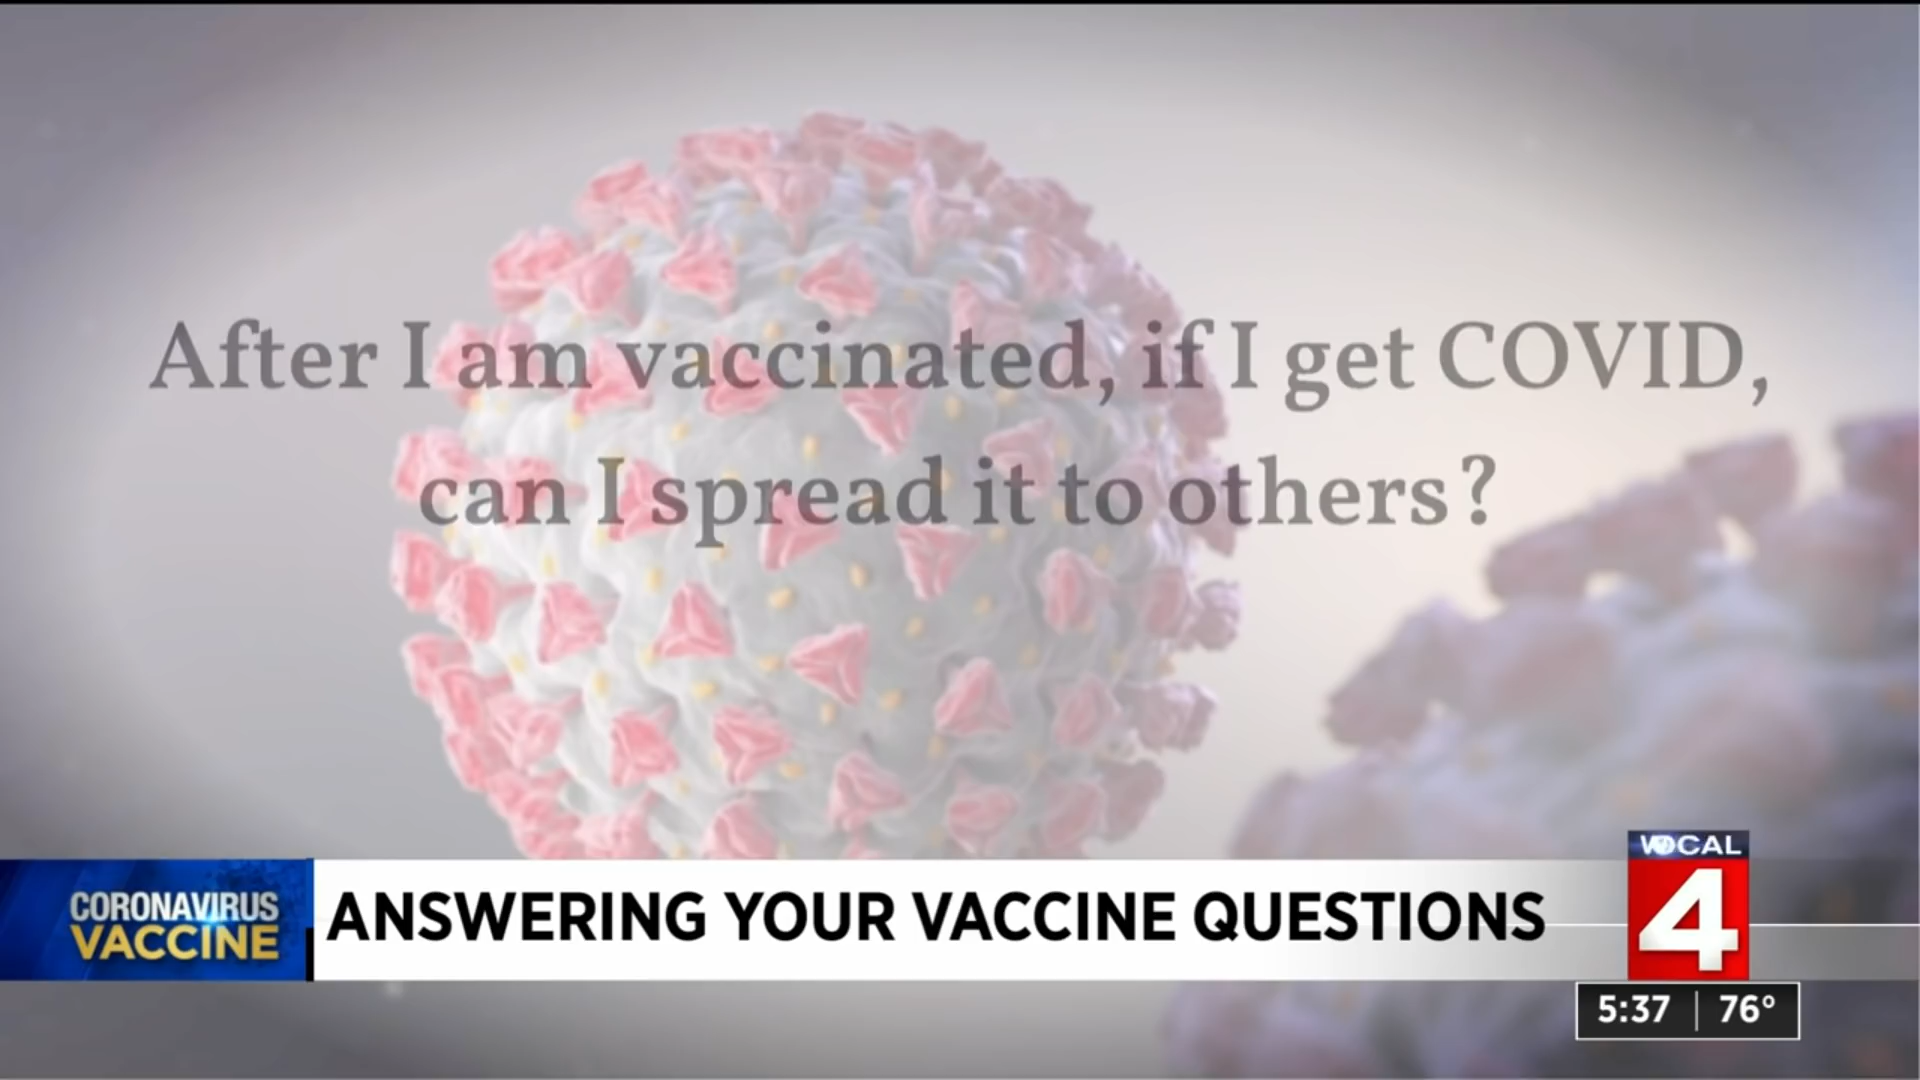 After I am vaccinated, if I get COVID,
can I spread it to others?
CORONAVIRUS
VACCINE
ANSWERING YOUR VACCINE QUESTIONS
4
5:37 76°